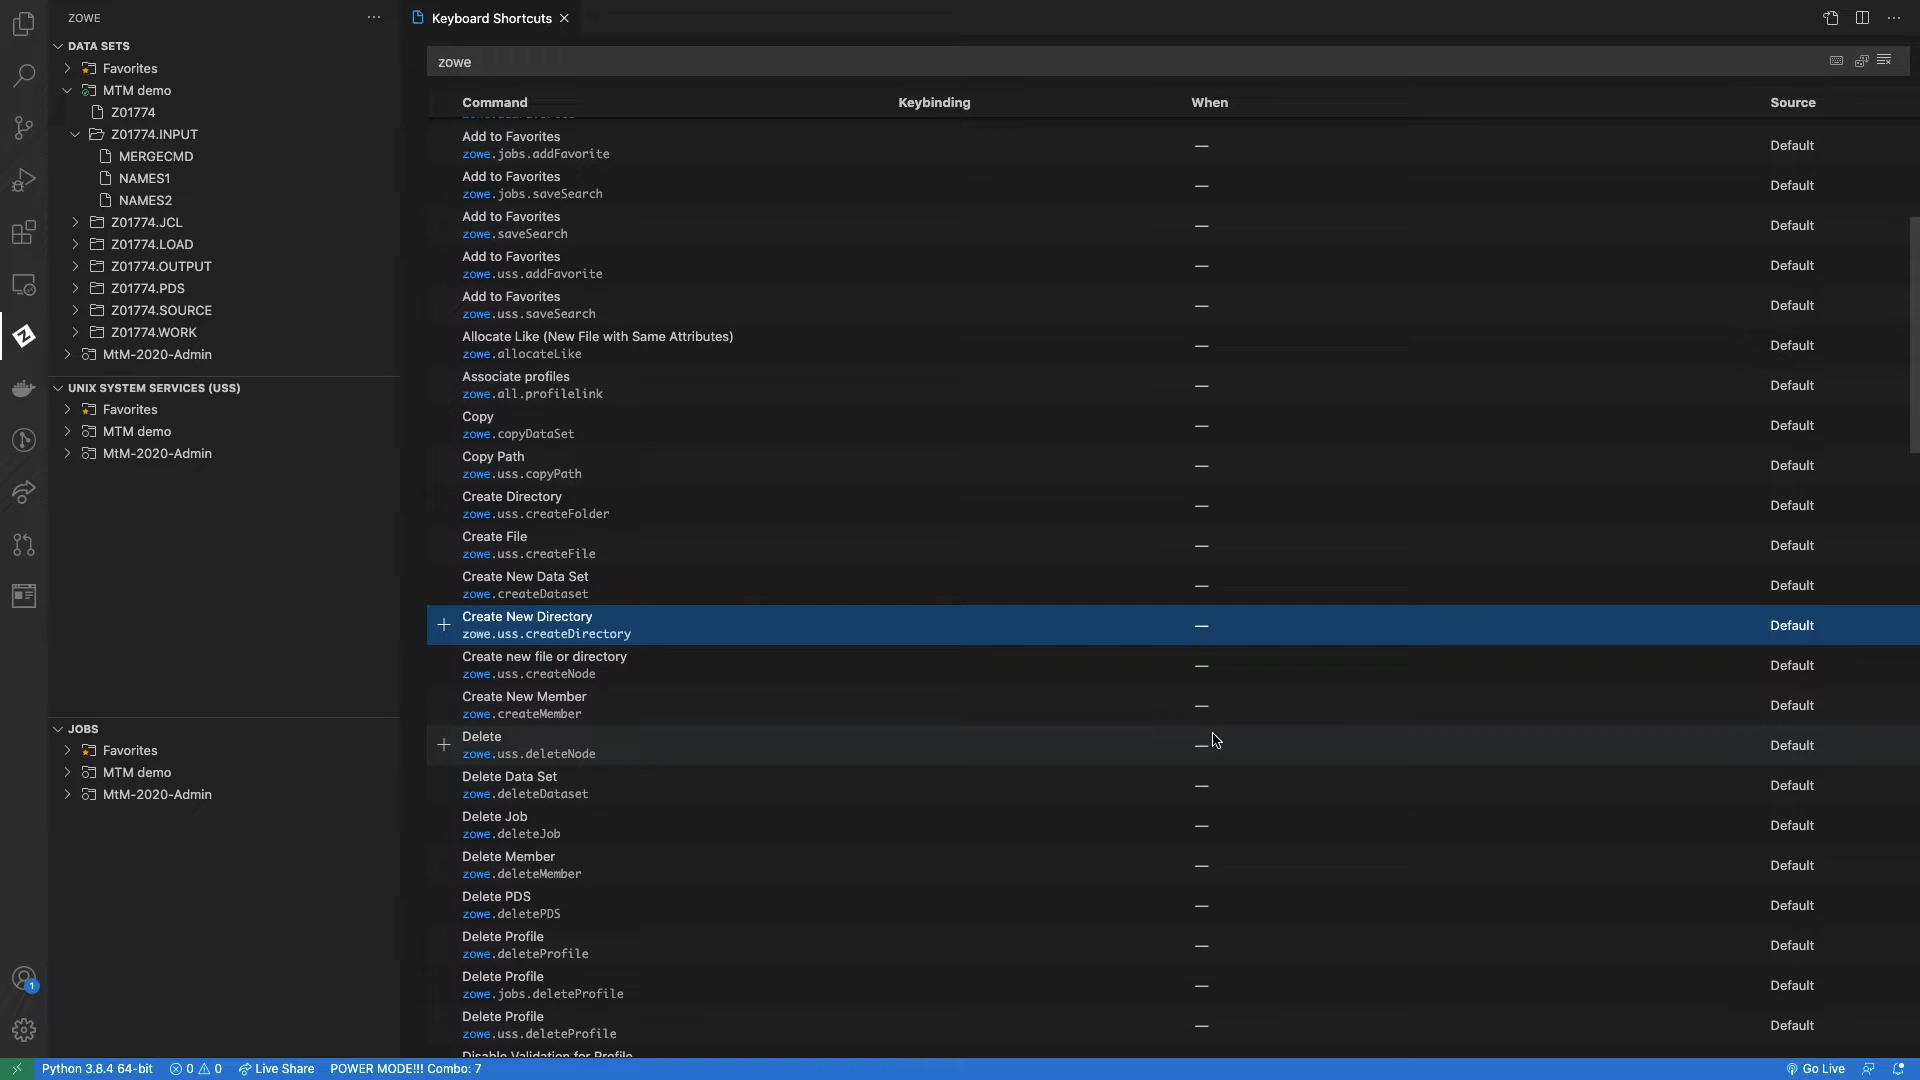 ZOWE
DATA SETS
Favorites
MTM demo
Z01774
Z01774.INPUT
MERGECMD
NAMES1
NAMES2
Z01774.JCL
Z01774.LOAD
Z01774.OUTPUT
Z01774.PDS
Z01774.SOURCE
Z01774.WORK
MtM-2020-Admin
UNIX SYSTEM SERVICES (USS)
Favorites
MTM demo
MtM-2020-Admin
JOBS
Favorites
MTM demo
MtM-2020-Admin
1
Keyboard Shortcuts
zowe
Command Keybinding When Source
Add to Favorites
zowe.jobs.addFavorite
— Default
Add to Favorites
zowe.jobs.saveSearch
— Default
Add to Favorites
zowe.saveSearch
— Default
Add to Favorites
zowe.uss.addFavorite
— Default
Add to Favorites
zowe.uss.saveSearch
— Default
Allocate Like (New File with Same Attributes)
zowe.allocateLike
— Default
Associate profiles
zowe.all.profilelink
— Default
Copy
zowe.copyDataSet
— Default
Copy Path
zowe.uss.copyPath
— Default
Create Directory
zowe.uss.createFolder
— Default
Create File
zowe.uss.createFile
— Default
Create New Data Set
zowe.createDataset
— Default
Create New Directory
zowe.uss.createDirectory
— Default
Create new file or directory
zowe.uss.createNode
— Default
Create New Member
zowe.createMember
— Default
Delete
zowe.uss.deleteNode
— Default
Delete Data Set
zowe.deleteDataset
— Default
Delete Job
zowe.deleteJob
— Default
Delete Member
zowe.deleteMember
— Default
Delete PDS
zowe.deletePDS
— Default
Delete Profile
zowe.deleteProfile
— Default
Delete Profile
zowe.jobs.deleteProfile
— Default
Delete Profile
zowe.uss.deleteProfile
— Default
Disable Validation for Profile
Python 3.8.4 64-bit 0 0 Live Share POWER MODE!!! Combo: 7 Go Live